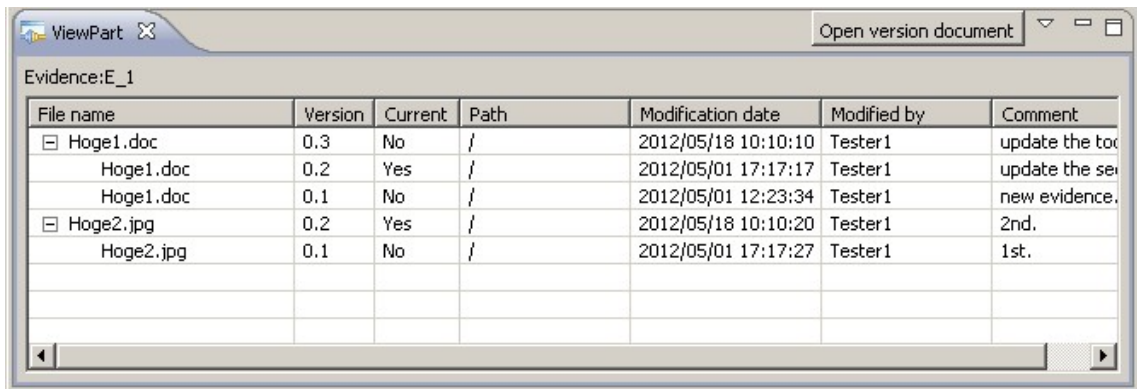 ViewPart Open version document
Evidence:E_1
File name Version Current Path Modification date Modified by Comment
Hoge1.doc 0.3 No / 2012/05/18 10:10:10 Tester1 update the
Hoge1.doc 0.2 Yes / 2012/05/01 17:17:17 Tester1 update the
Hoge1.doc 0.1 No / 2012/05/01 12:23:34 Tester1 new evidence.
Hoge2.jpg 0.2 Yes / 2012/05/18 10:10:20 Tester1 2nd.
Hoge2.jpg 0.1 No / 2012/05/01 17:17:27 Tester1 1st.